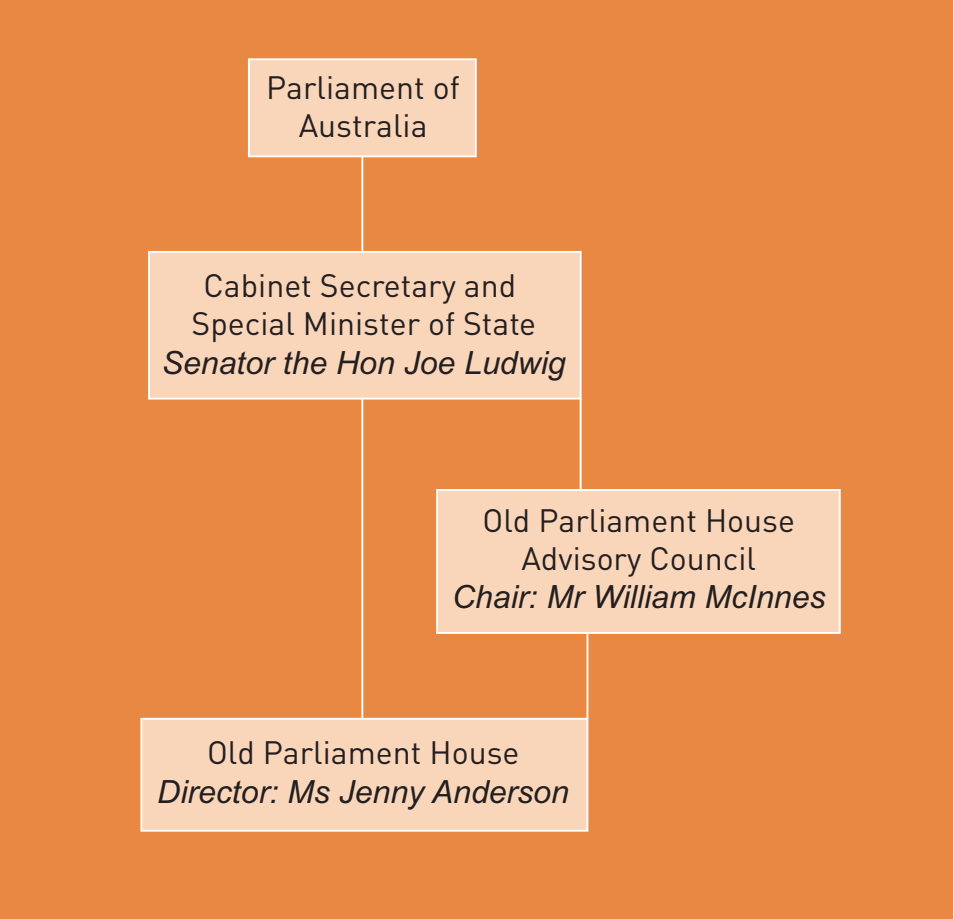 Parliament of
Australia
Cabinet Secretary and
Special Minister of State
Senator the Hon Joe Ludwig
Old Parliament House
Advisory Council
Chair: Mr William McInnes
Old Parliament House
Director: Ms Jenny Anderson